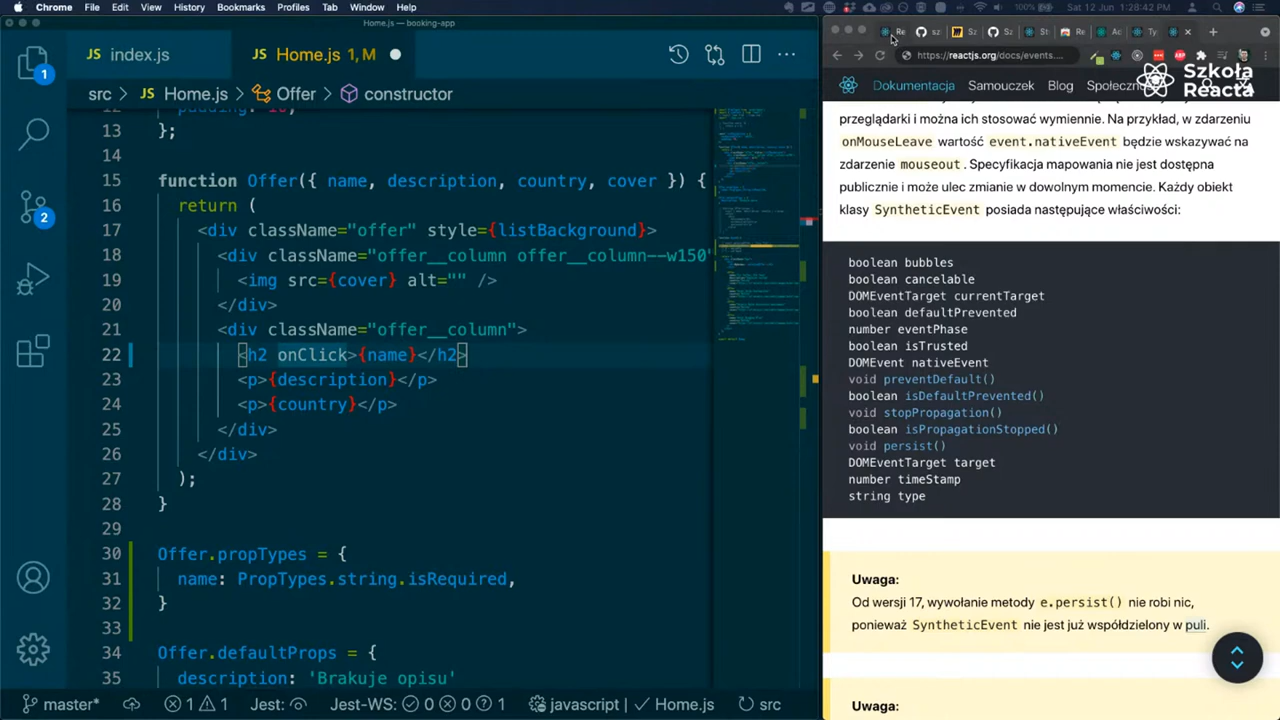 Chrome File Edit View History Bookmarks Profiles Tab Window Help
100% Sat 12 Jun 1:28:42 PM
Home.js — booking-app
JS index.js
JS Home.js 1, M
src > JS Home.js > Offer > constructor
13 };
14
15 function Offer({ name, description, country, cover }) {
16 return (
17 <div className="offer" style={listBackground}>
18 <div className="offer__column offer__column--w150"
19 <img src={cover} alt="" />
20 </div>
21 <div className="offer__column">
22 <h2 onClick>{name}</h2>
23 <p>{description}</p>
24 <p>{country}</p>
25 </div>
26 </div>
27 );
28 }
29
30 Offer.propTypes = {
31 name: PropTypes.string.isRequired,
32 }
33
34 Offer.defaultProps = {
35 description: 'Brakuje opisu'
1
2
master* 1 1 Jest: Jest-WS: 0 0 1 javascript Home.js src
https://reactjs.org/docs/events.
Dokumentacja Samouczek Blog
Szkoła
Reacta
przeglądarki i można ich stosować wymiennie. Na przykład, w zdarzeniu
onMouseLeave wartość event.nativeEvent będzie wskazywać na
zdarzenie mouseout. Specyfikacja mapowania nie jest dostępna
publicznie i może ulec zmianie w dowolnym momencie. Każdy obiekt
klasy SyntheticEvent posiada następujące właściwości:
boolean bubbles
boolean cancelable
DOMEventTarget currentTarget
boolean defaultPrevented
number eventPhase
boolean isTrusted
DOMEvent nativeEvent
void preventDefault()
boolean isDefaultPrevented()
void stopPropagation()
boolean isPropagationStopped()
void persist()
DOMEventTarget target
number timeStamp
string type
Uwaga:
Od wersji 17, wywołanie metody e.persist() nie robi nic,
ponieważ SyntheticEvent nie jest już współdzielony w puli.
Uwaga: